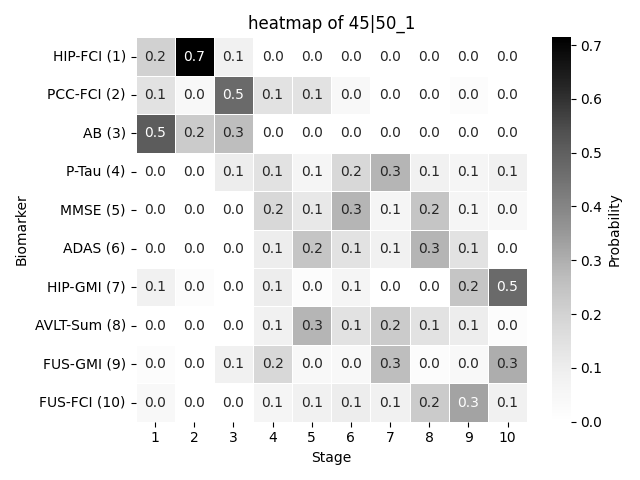 heatmap of 45|50_1
HIP-FCI (1) 0.2 0.7 0.1 0.0 0.0 0.0 0.0 0.0 0.0 0.0
PCC-FCI (2) 0.1 0.0 0.5 0.1 0.1 0.0 0.0 0.0 0.0 0.0
AB (3) 0.5 0.2 0.3 0.0 0.0 0.0 0.0 0.0 0.0 0.0
P-Tau (4) 0.0 0.0 0.1 0.1 0.1 0.2 0.3 0.1 0.1 0.1
MMSE (5) 0.0 0.0 0.0 0.2 0.1 0.3 0.1 0.2 0.1 0.0
ADAS (6) 0.0 0.0 0.0 0.1 0.2 0.1 0.1 0.3 0.1 0.0
HIP-GMI (7) 0.1 0.0 0.0 0.1 0.0 0.1 0.0 0.0 0.2 0.5
AVLT-Sum (8) 0.0 0.0 0.0 0.1 0.3 0.1 0.2 0.1 0.1 0.0
FUS-GMI (9) 0.0 0.0 0.1 0.2 0.0 0.0 0.3 0.0 0.0 0.3
FUS-FCI (10) 0.0 0.0 0.0 0.1 0.1 0.1 0.1 0.2 0.3 0.1
1 2 3 4 5 6 7 8 9 10
Stage
Biomarker
0.7
0.6
0.5
0.4
0.3
0.2
0.1
0.0
Probability